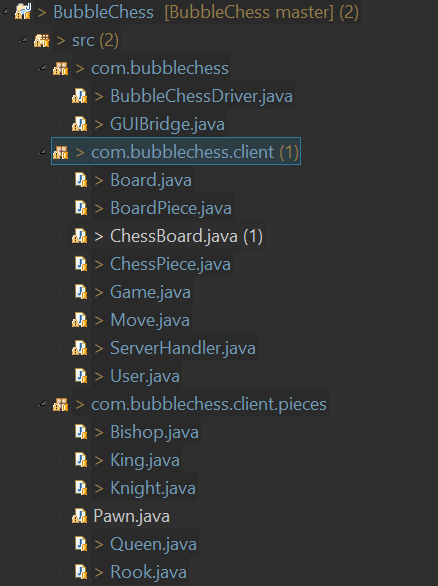 > BubbleChess [BubbleChess master] (2)
> src (2)
> com.bubblechess
> BubbleChessDriver.java
> GUIBridge.java
> com.bubblechess.client (1)
> Board.java
> BoardPiece.java
> ChessBoard.java (1)
> ChessPiece.java
> Game.java
> Move.java
> ServerHandler.java
> User.java
> com.bubblechess.client.pieces
> Bishop.java
> King.java
> Knight.java
Pawn.java
> Queen.java
> Rook.java